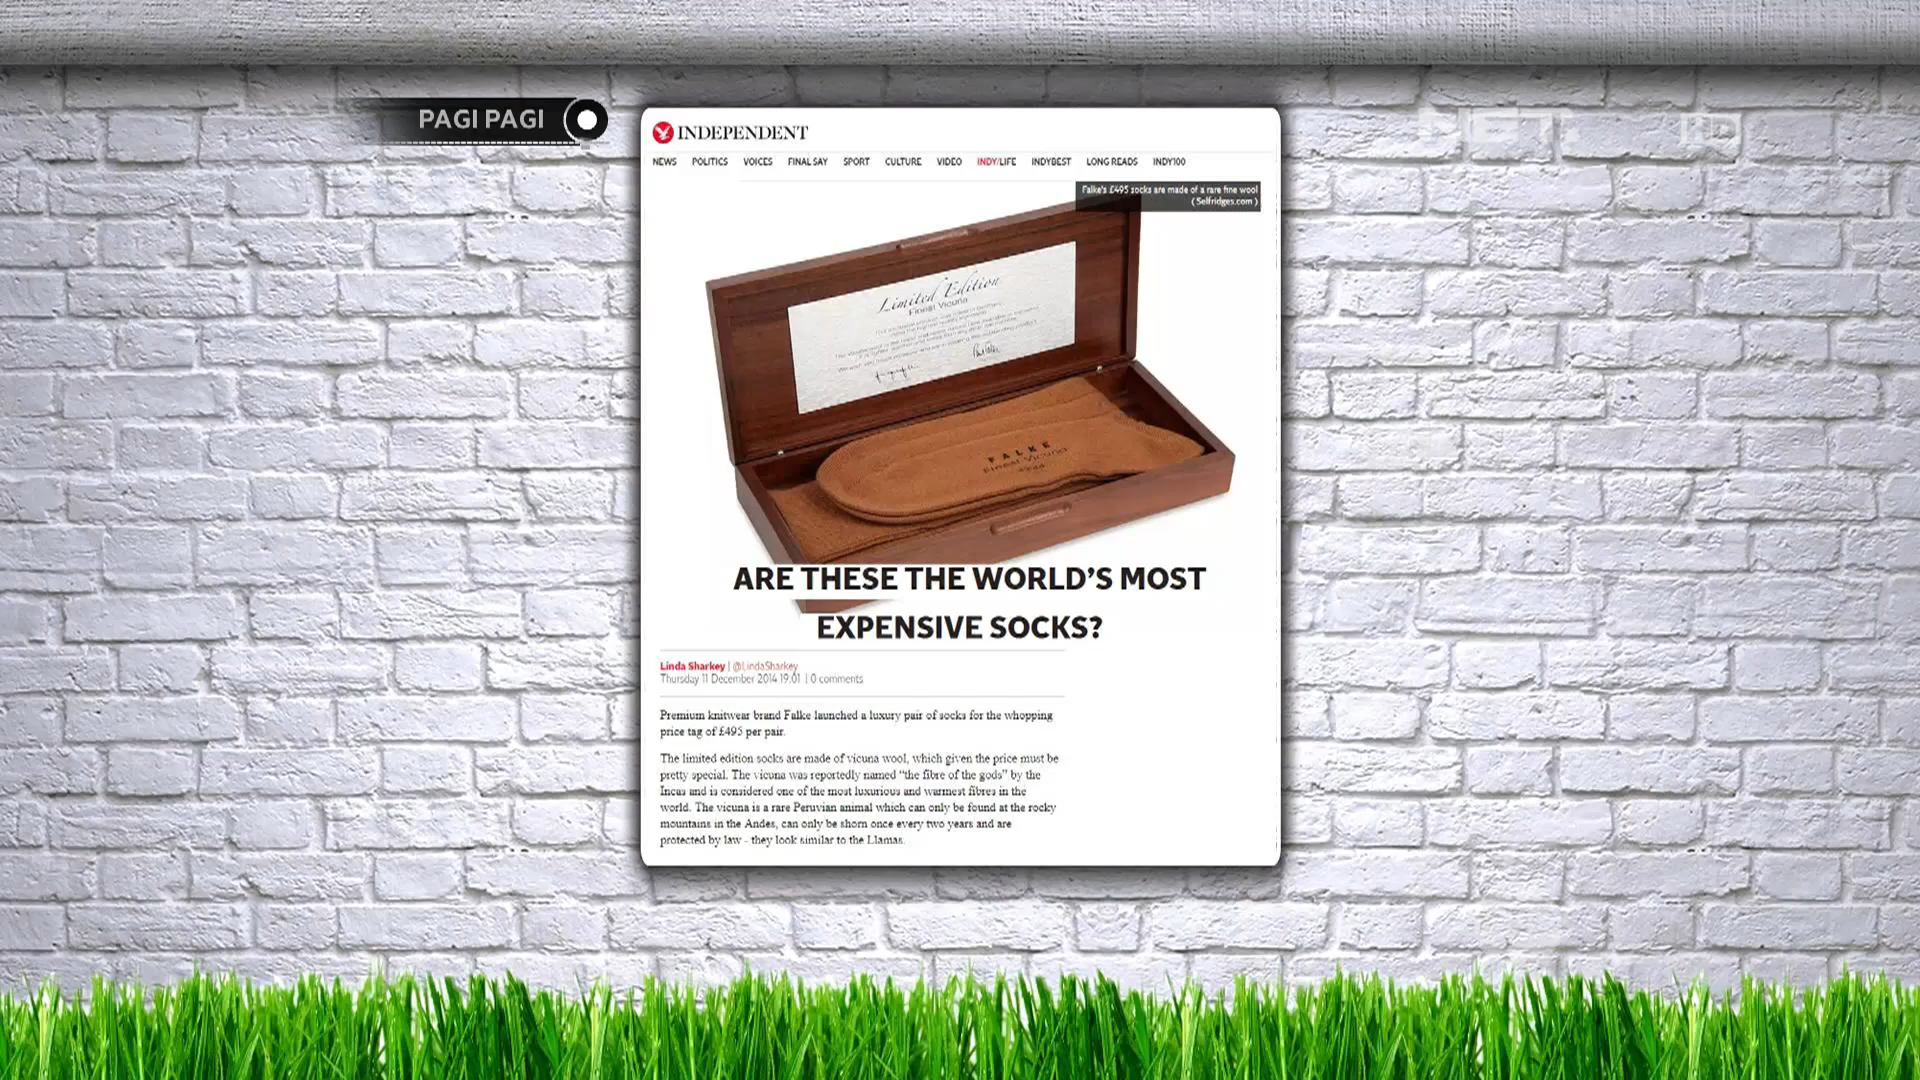 PAGI PAGI
INDEPENDENT
NEWS POLITICS VOICES FINAL SAY SPORT CULTURE VIDEO INDY/LIFE INDYBEST LONG READS INDY100
Falke's £495 socks are made of a rare fine wool
( Selfridges.com )
Limited Edition
Finest Vicuna
FALKE
Finest Vicuna
ARE THESE THE WORLD'S MOST
EXPENSIVE SOCKS?
Linda Sharkey | @LindaSharkey
Thursday 11 December 2014 19:01 | 0 comments
Premium knitwear brand Falke launched a luxury pair of socks for the whopping
price tag of £495 per pair.
The limited edition socks are made of vicuna wool, which given the price must be
pretty special. The vicuna was reportedly named “the fibre of the gods” by the
Incas and is considered one of the most luxurious and warmest fibres in the
world. The vicuna is a rare Peruvian animal which can only be found at the rocky
mountains in the Andes, can only be shorn once every two years and are
protected by law - they look similar to the Llamas.